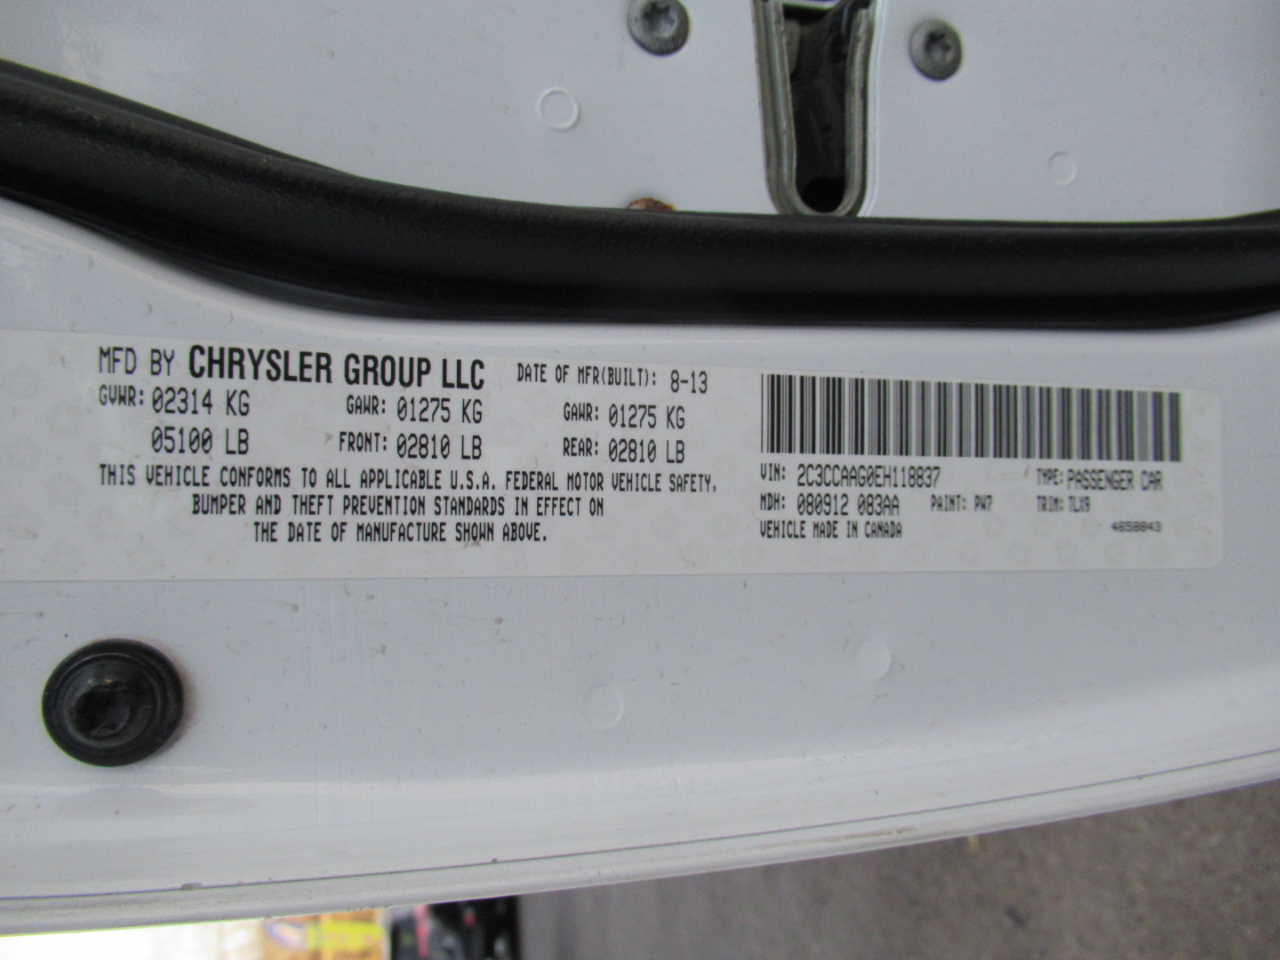 MFD BY CHRYSLER GROUP LLC DATE OF MFR(BUILT): 8-13
GVWR: 02314 KG GAWR: 01275 KG GAWR: 01275 KG
05100 LB FRONT: 02810 LB REAR: 02810 LB
THIS VEHICLE CONFORMS TO ALL APPLICABLE U.S.A. FEDERAL MOTOR VEHICLE SAFETY,
BUMPER AND THEFT PREVENTION STANDARDS IN EFFECT ON
THE DATE OF MANUFACTURE SHOWN ABOVE.
VIN: 2C3CCAAG0EH118837 TYPE: PASSENGER CAR
MDH: 080912 083AA PAINT: PW7 TRIM: TLX9
VEHICLE MADE IN CANADA 4658843